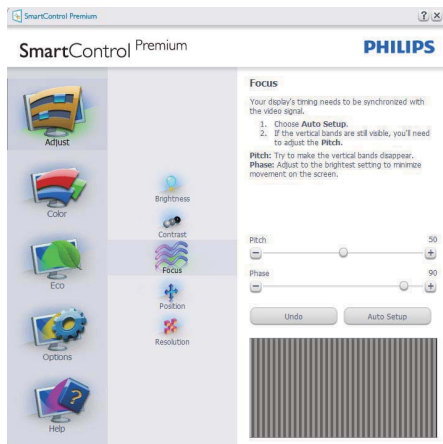 SmartControl Premium
? ×
SmartControl Premium
PHILIPS
Adjust
Color
Eco
Options
Help
Brightness
Contrast
Focus
Position
Resolution
Focus
Your display's timing needs to be synchronized with
the video signal.
1. Choose Auto Setup.
2. If the vertical bands are still visible, you'll need
to adjust the Pitch.
Pitch: Try to make the vertical bands disappear.
Phase: Adjust to the brightest setting to minimize
movement on the screen.
Pitch 50
− +
Phase 90
− +
Undo Auto Setup